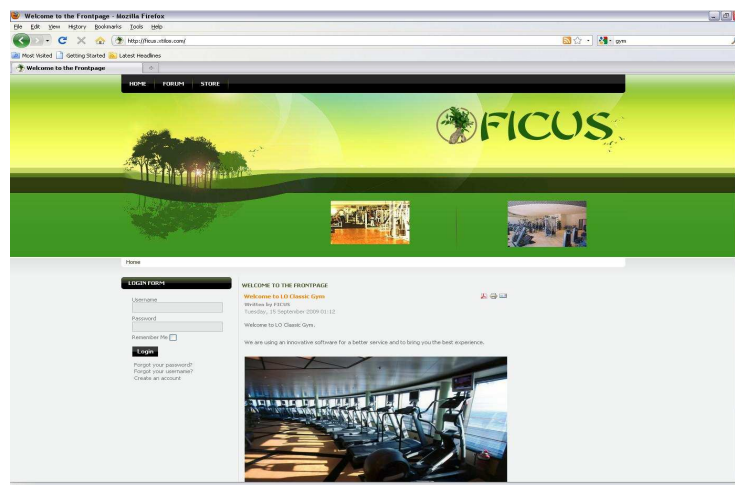 Welcome to the Frontpage - Mozilla Firefox
File Edit View History Bookmarks Tools Help
http://ficus.xtilos.com/
gym
Most Visited Getting Started Latest Headlines
Welcome to the Frontpage
HOME FORUM STORE
FICUS
Home
LOGIN FORM
WELCOME TO THE FRONTPAGE
Welcome to LO Classic Gym
Written by FICUS
Tuesday, 15 September 2009 01:12
Username
Password
Welcome to LO Classic Gym.
Remember Me
We are using an innovative software for a better service and to bring you the best experience.
Login
Forgot your password?
Forgot your username?
Create an account